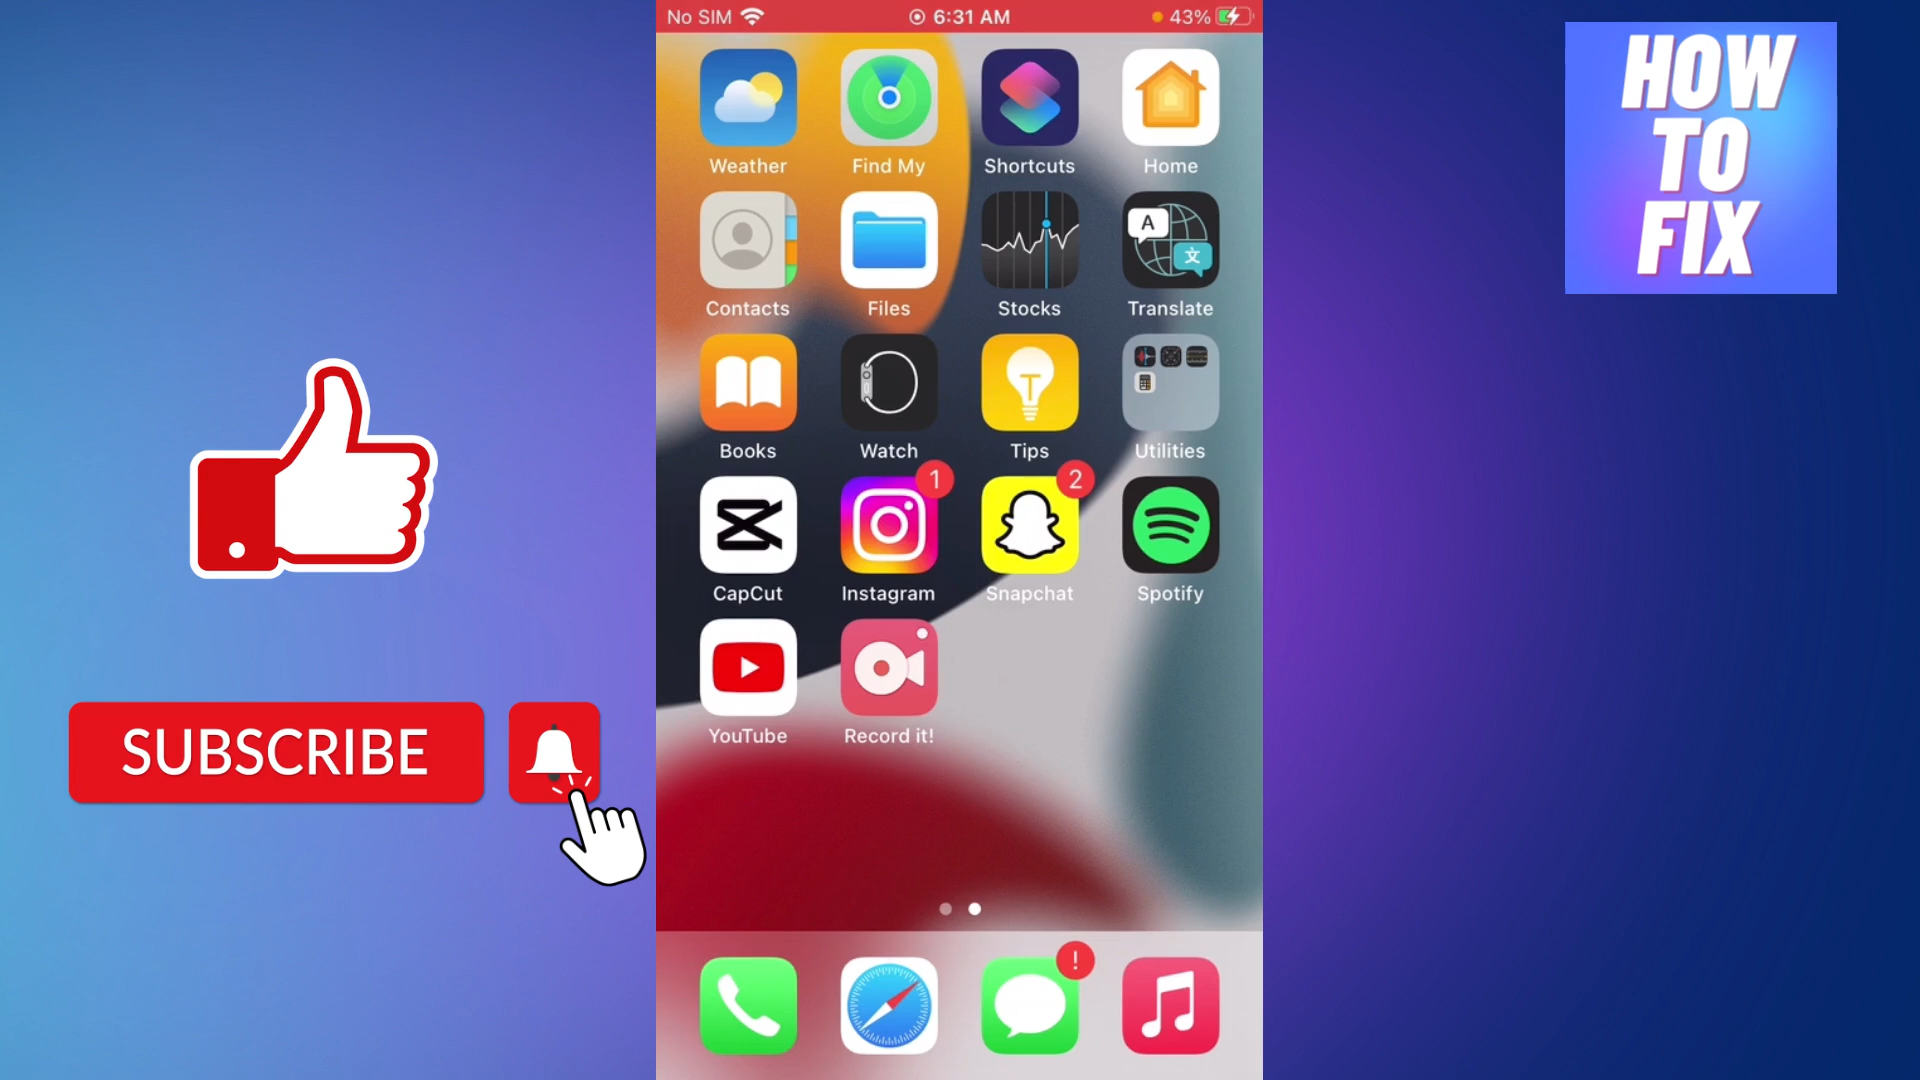 No SIM 6:31 AM 43%
HOW
TO
FIX
Weather Find My Shortcuts Home
A
文
Contacts Files Stocks Translate
Books Watch Tips Utilities
1 2
CapCut Instagram Snapchat Spotify
YouTube Record it!
SUBSCRIBE
!